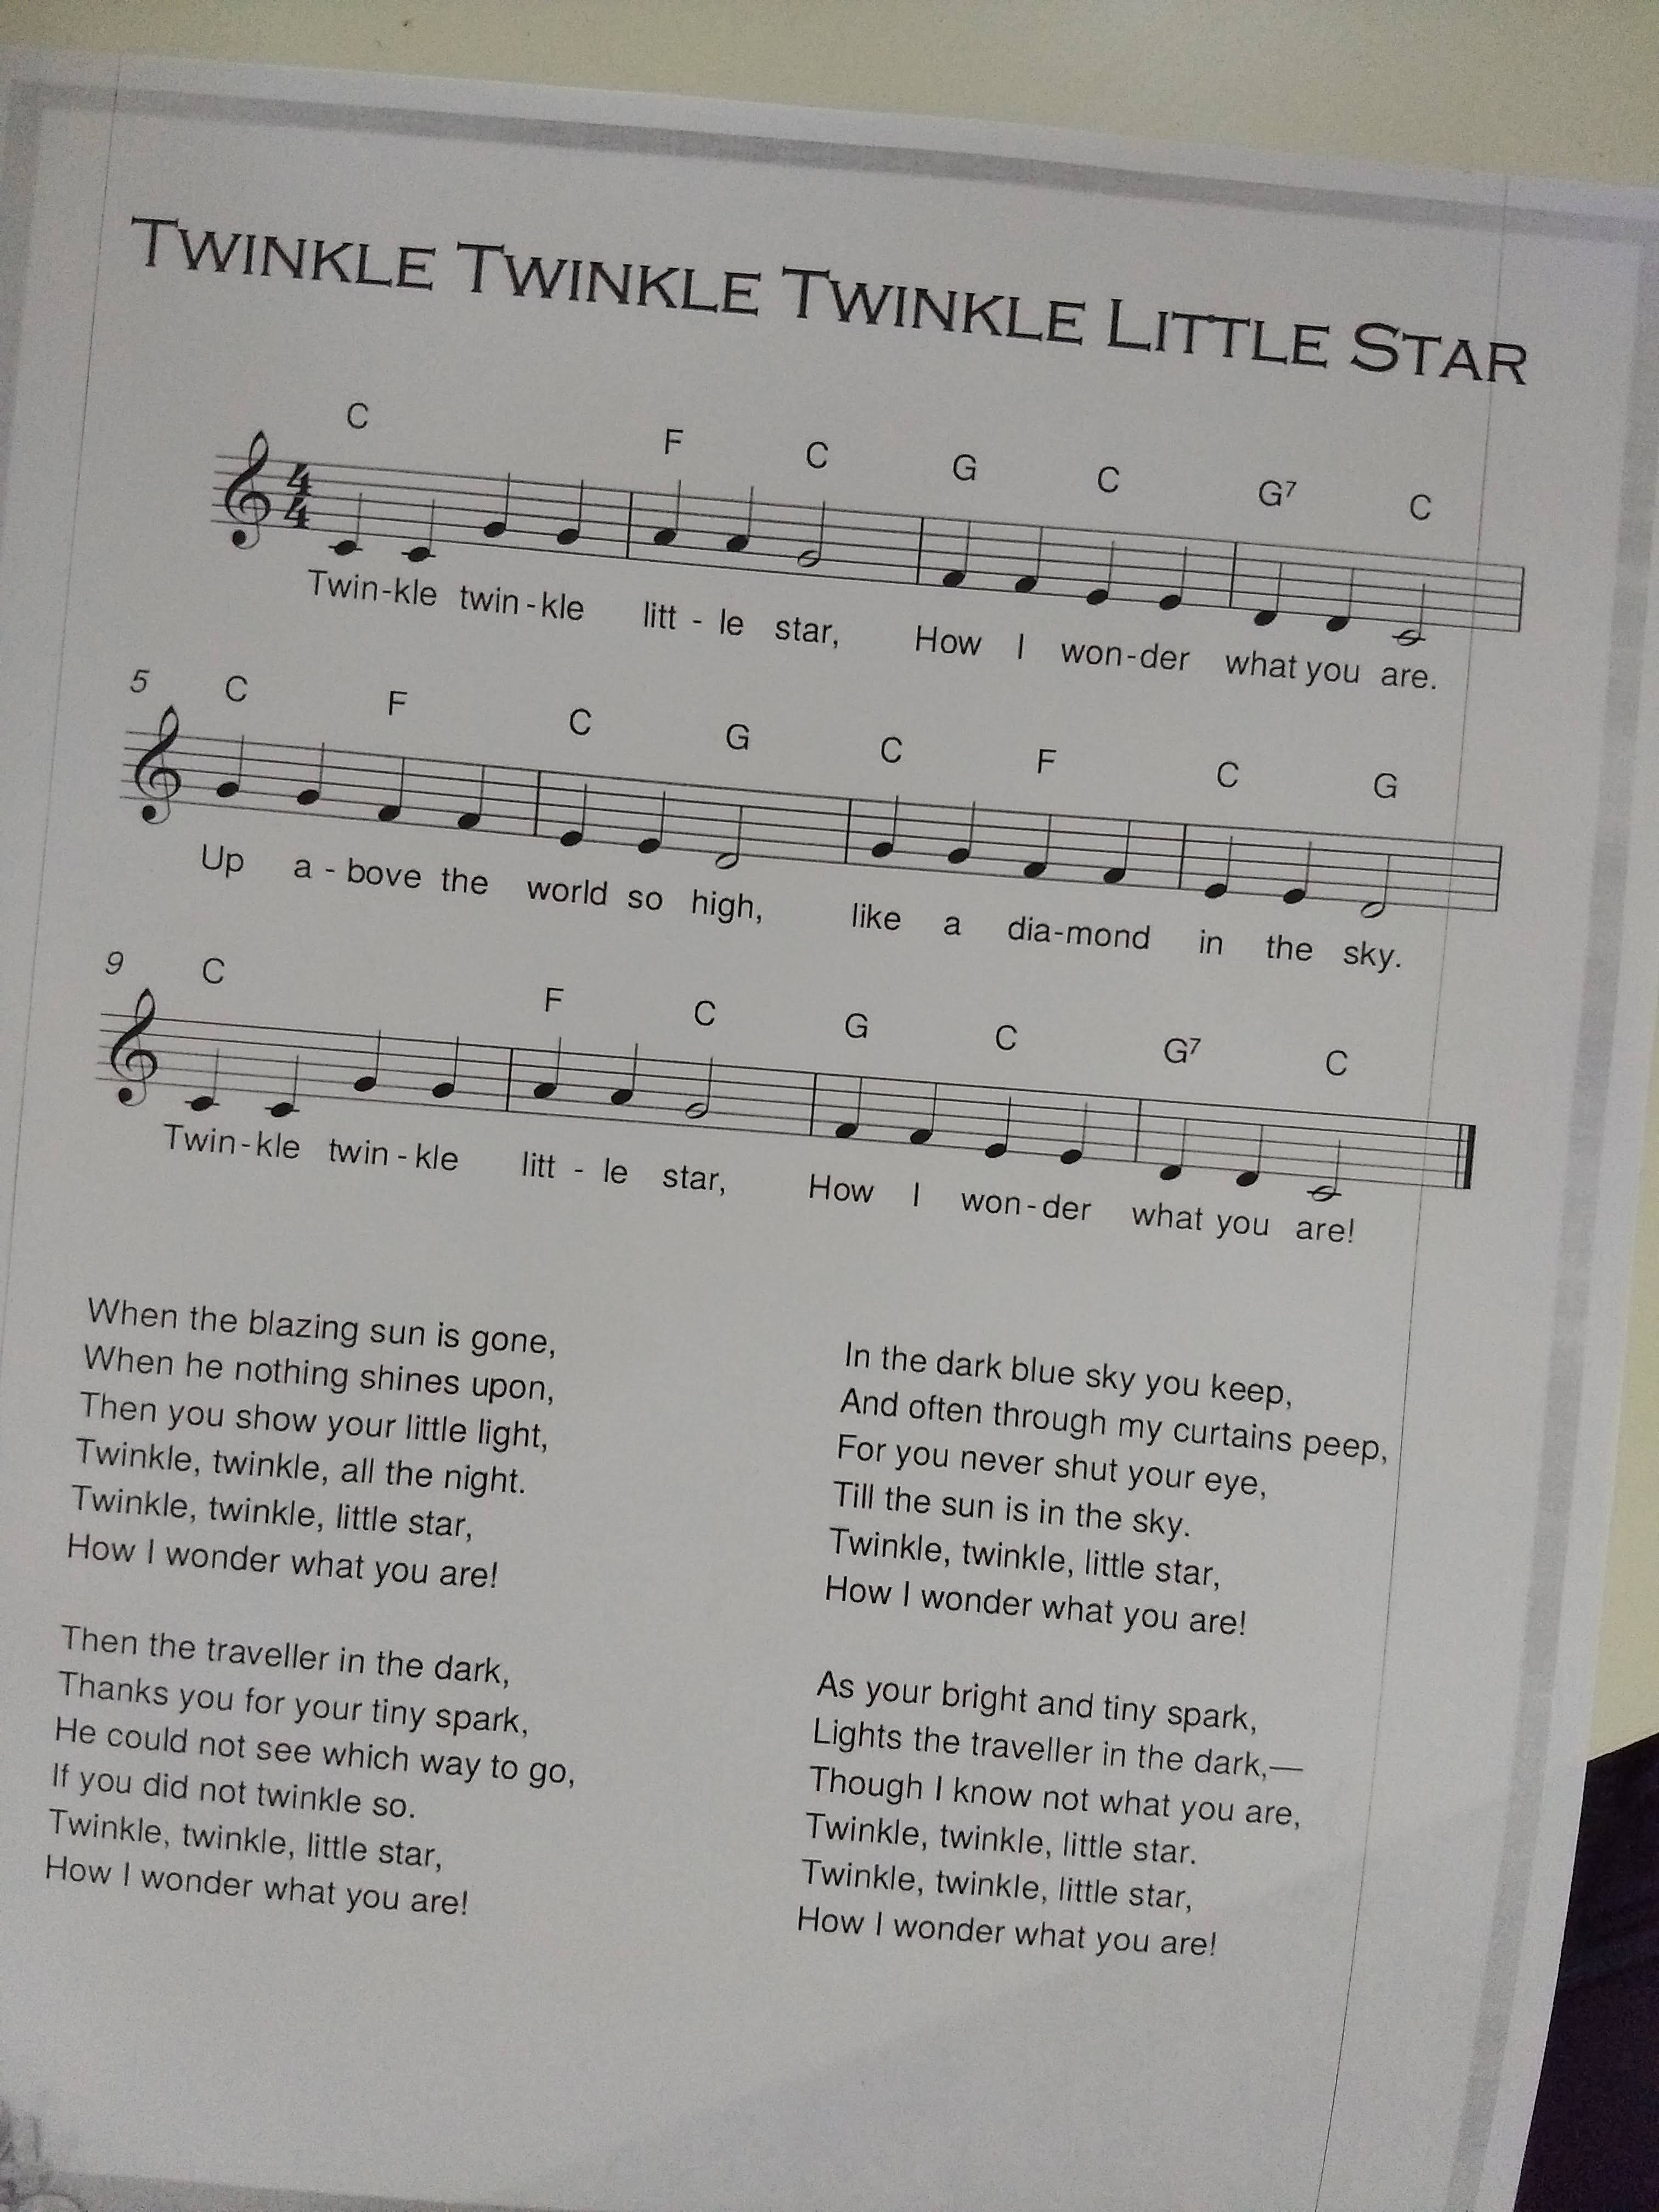 TWINKLE TWINKLE TWINKLE LITTLE STAR
C F C G C G7 C
4
4
Twin-kle twin-kle litt - le star, How I won-der what you are.
5 C F C G C F C G
Up a - bove the world so high, like a dia-mond in the sky.
9 C F C G C G7 C
Twin-kle twin-kle litt - le star, How I won-der what you are!
When the blazing sun is gone,
When he nothing shines upon,
Then you show your little light,
Twinkle, twinkle, all the night.
Twinkle, twinkle, little star,
How I wonder what you are!
Then the traveller in the dark,
Thanks you for your tiny spark,
He could not see which way to go,
If you did not twinkle so.
Twinkle, twinkle, little star,
How I wonder what you are!
In the dark blue sky you keep,
And often through my curtains peep,
For you never shut your eye,
Till the sun is in the sky.
Twinkle, twinkle, little star,
How I wonder what you are!
As your bright and tiny spark,
Lights the traveller in the dark,—
Though I know not what you are,
Twinkle, twinkle, little star.
Twinkle, twinkle, little star,
How I wonder what you are!